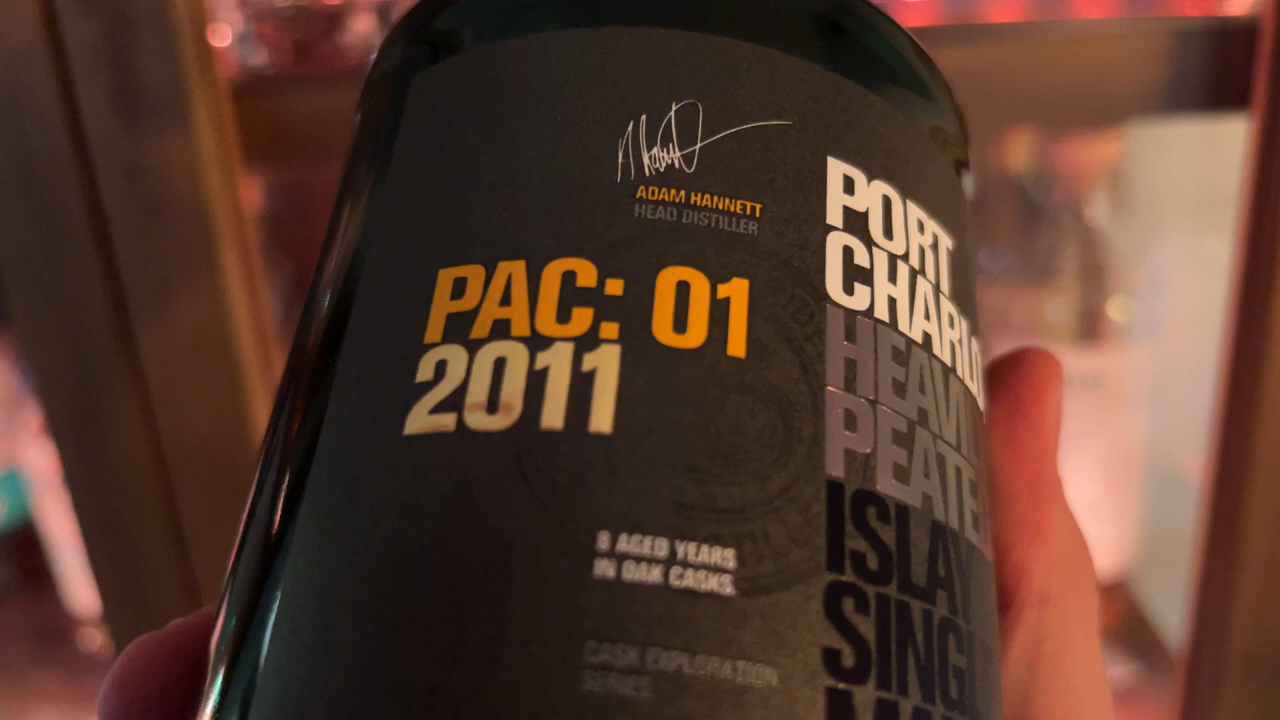 ADAM HANNETT
HEAD DISTILLER
PAC: 01
2011
8 AGED YEARS
IN OAK CASKS
CASK EXPLORATION
SERIES
PORT
CHARLO
HEAVI
PEATE
ISLAY
SINGL